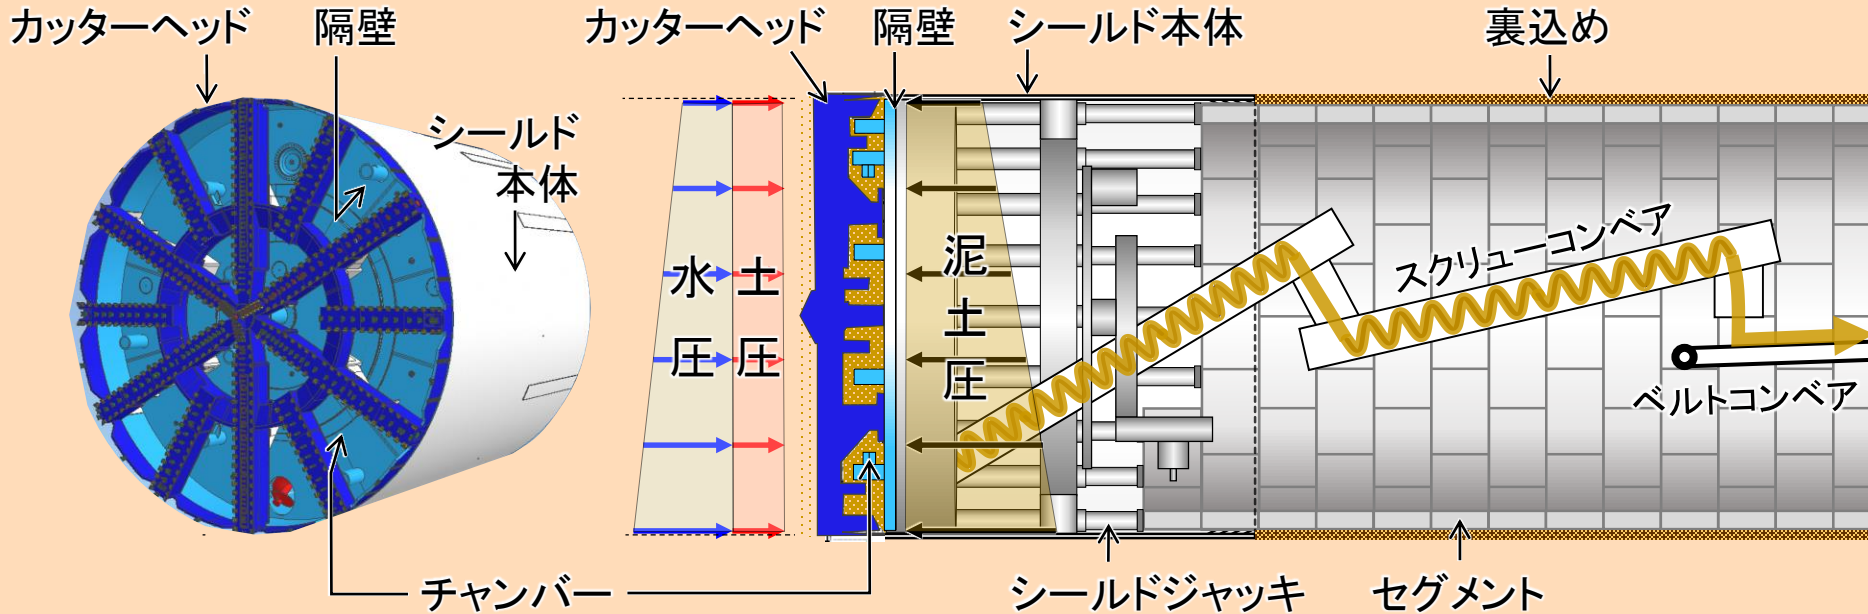 カッターヘッド
隔壁
カッターヘッド
隔壁
シールド本体
裏込め
シールド
本体
水圧
土圧
泥土圧
スクリューコンベア
ベルトコンベア
チャンバー
シールドジャッキ
セグメント